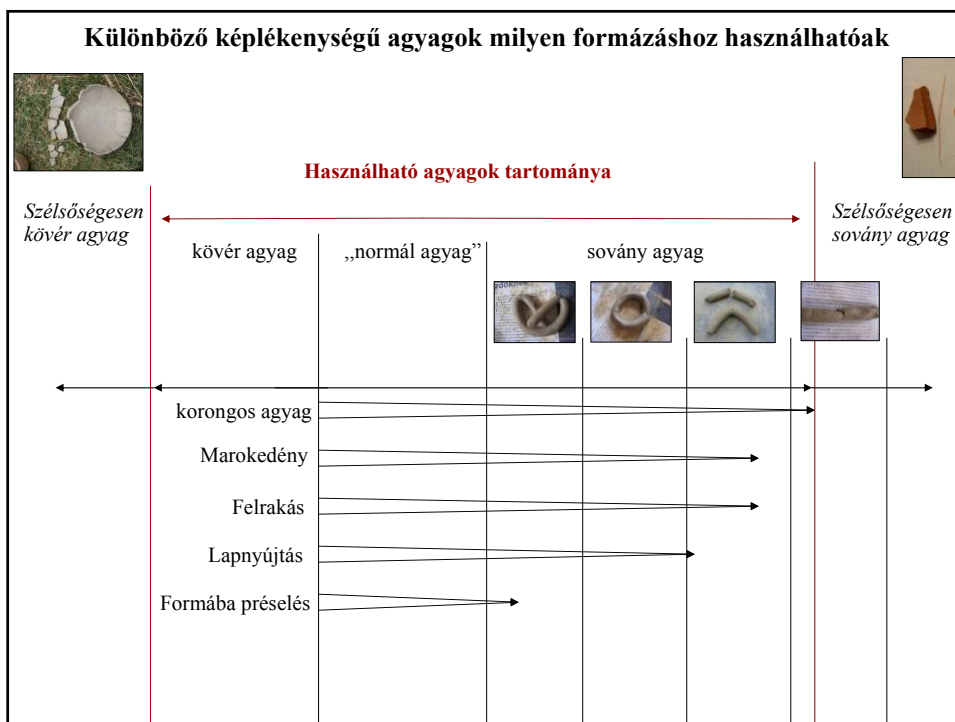 Különböző képlékenységű agyagok milyen formázáshoz használhatóak
Használható agyagok tartománya
Szélsőségesen
kövér agyag
Szélsőségesen
sovány agyag
kövér agyag
,,normál agyag”
sovány agyag
korongos agyag
Marokedény
Felrakás
Lapnyújtás
Formába préselés